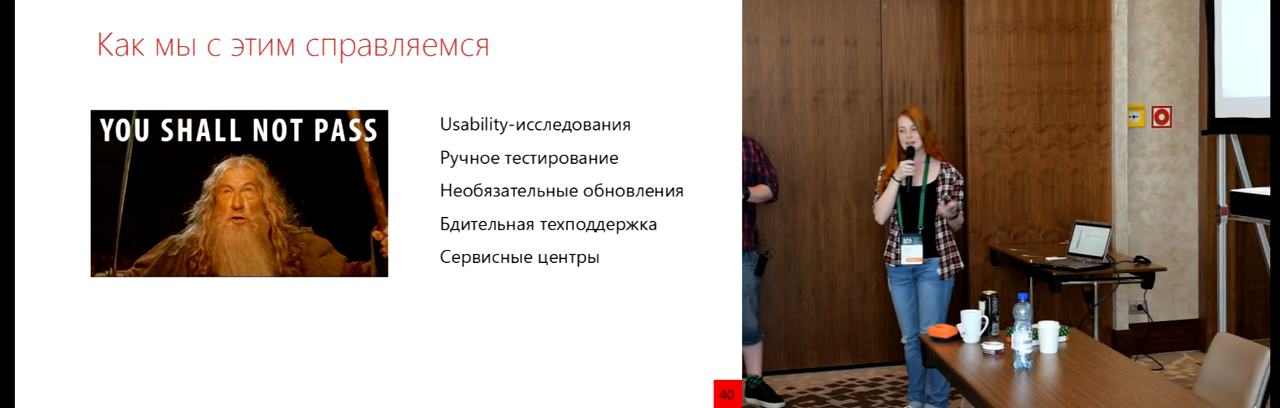 Как мы с этим справляемся
YOU SHALL NOT PASS
Usability-исследования
Ручное тестирование
Необязательные обновления
Бдительная техподдержка
Сервисные центры
40